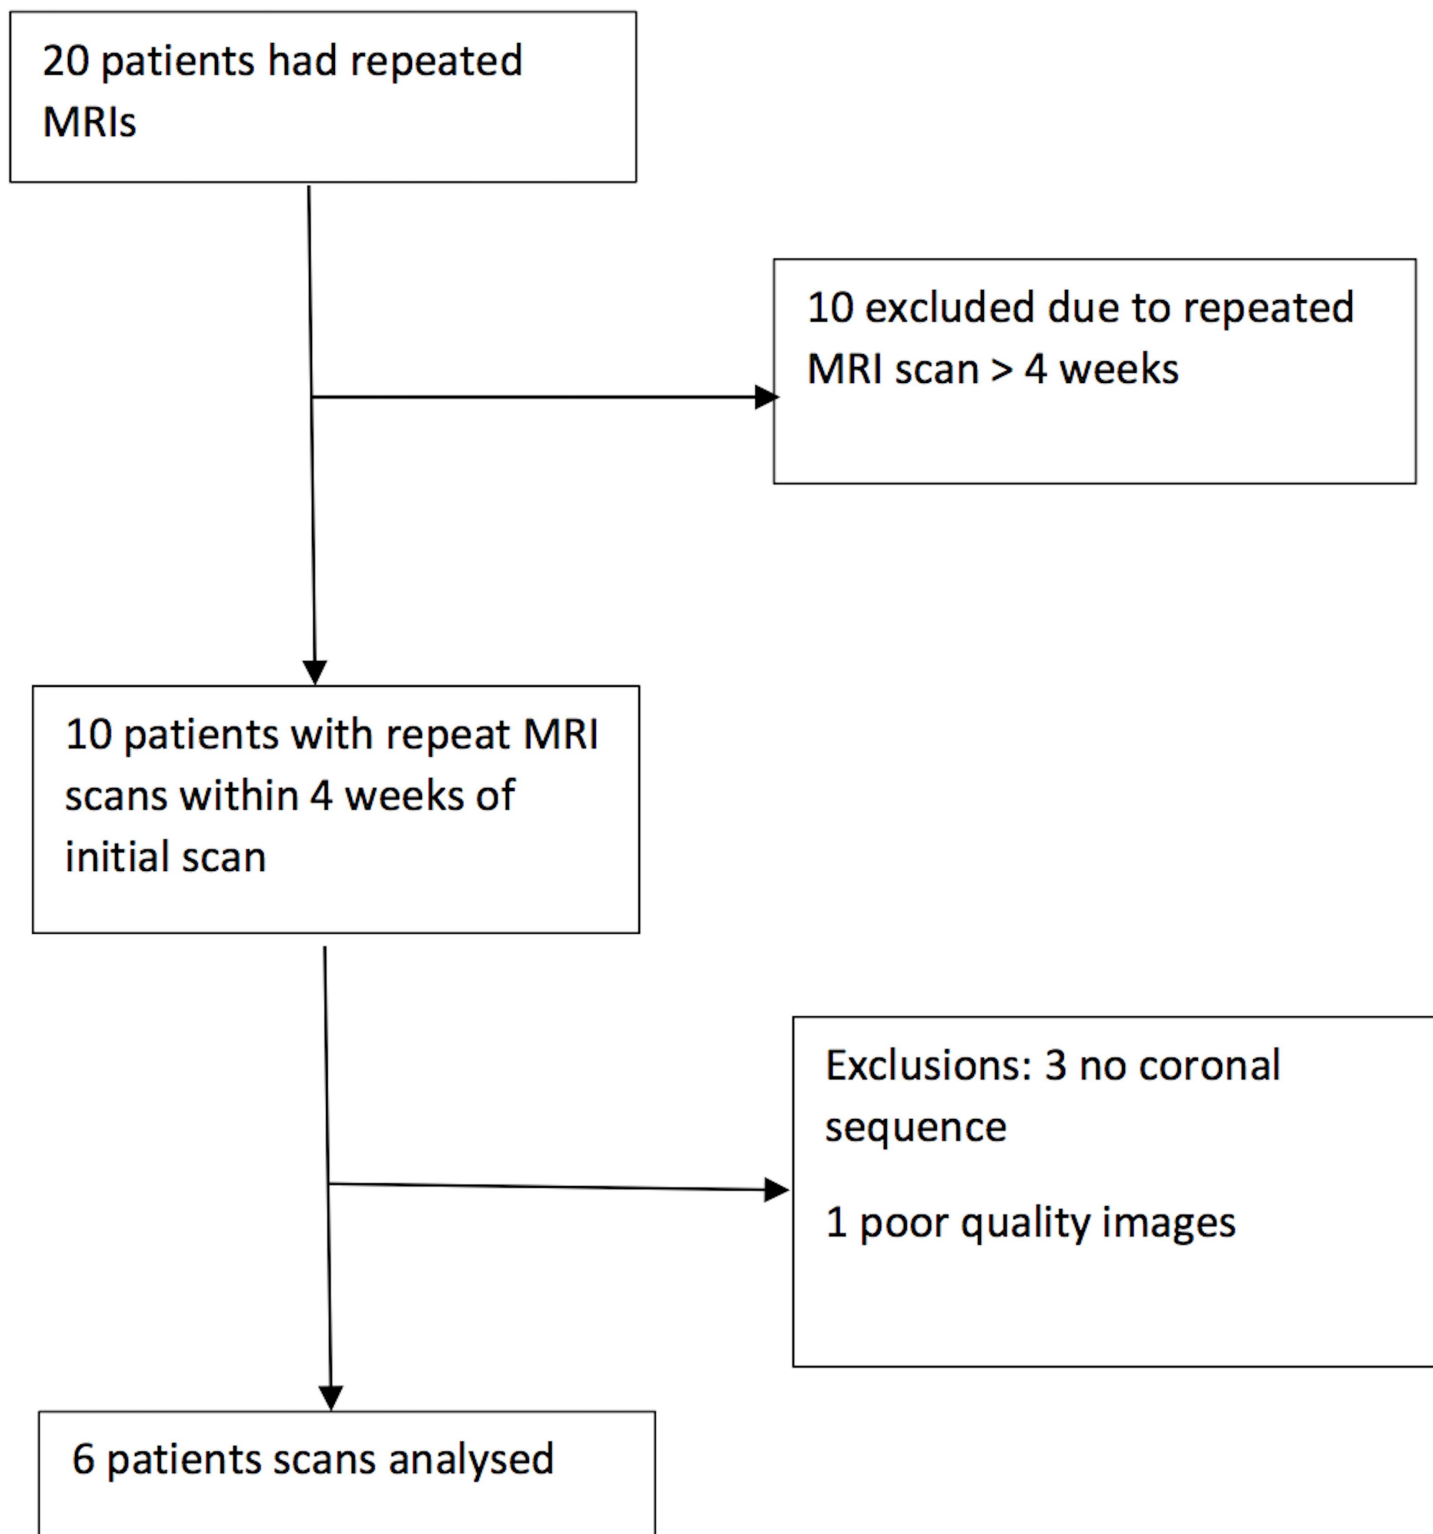 20 patients had repeated
MRIs
10 excluded due to repeated
MRI scan > 4 weeks
10 patients with repeat MRI
scans within 4 weeks of
initial scan
Exclusions: 3 no coronal
sequence
1 poor quality images
6 patients scans analysed